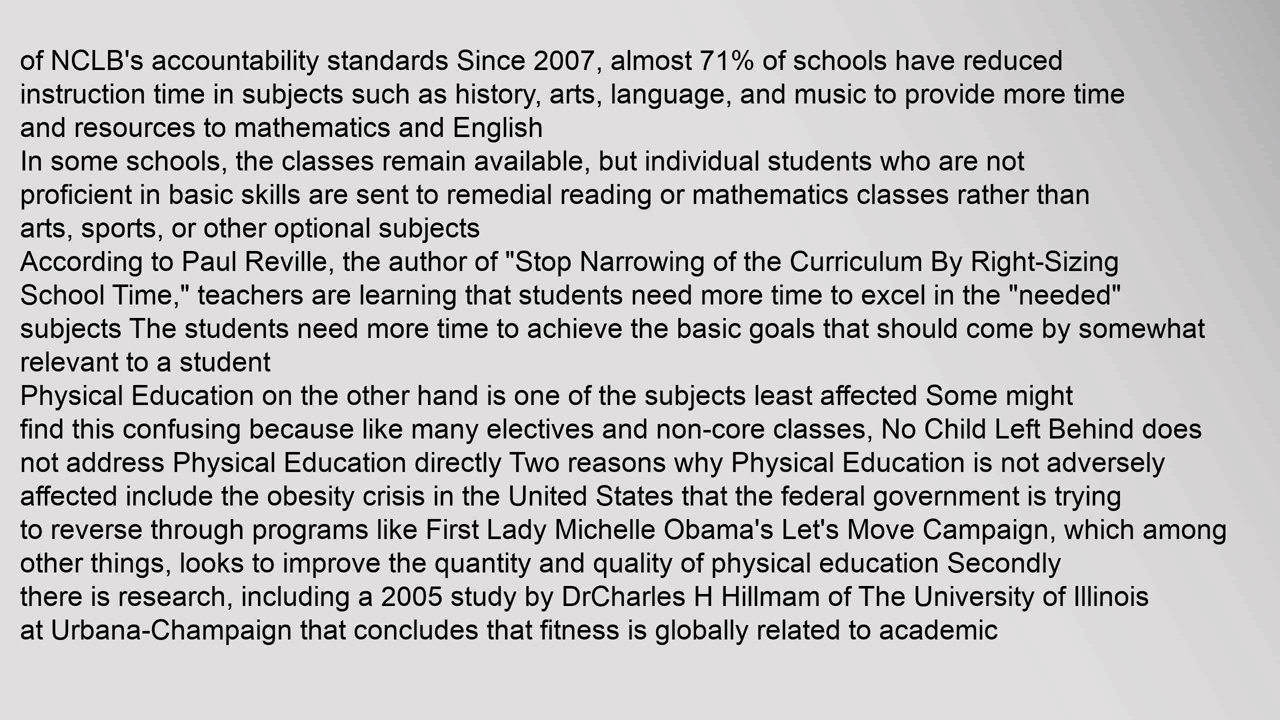 of NCLB's accountability standards Since 2007, almost 71% of schools have reduced
instruction time in subjects such as history, arts, language, and music to provide more time
and resources to mathematics and English
In some schools, the classes remain available, but individual students who are not
proficient in basic skills are sent to remedial reading or mathematics classes rather than
arts, sports, or other optional subjects
According to Paul Reville, the author of "Stop Narrowing of the Curriculum By Right-Sizing
School Time," teachers are learning that students need more time to excel in the "needed"
subjects The students need more time to achieve the basic goals that should come by somewhat
relevant to a student
Physical Education on the other hand is one of the subjects least affected Some might
find this confusing because like many electives and non-core classes, No Child Left Behind does
not address Physical Education directly Two reasons why Physical Education is not adversely
affected include the obesity crisis in the United States that the federal government is trying
to reverse through programs like First Lady Michelle Obama's Let's Move Campaign, which among
other things, looks to improve the quantity and quality of physical education Secondly
there is research, including a 2005 study by DrCharles H Hillmam of The University of Illinois
at Urbana-Champaign that concludes that fitness is globally related to academic